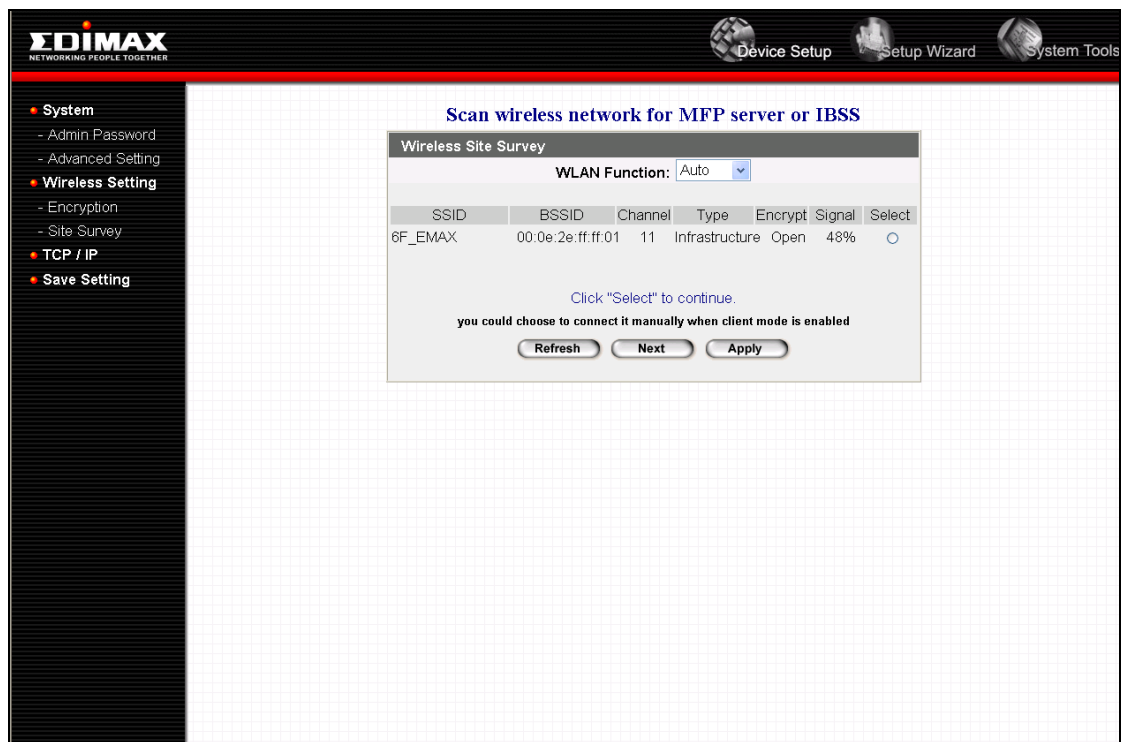 EDIMAX
NETWORKING PEOPLE TOGETHER
Device Setup
Setup Wizard
System Tools
System
- Admin Password
- Advanced Setting
Wireless Setting
- Encryption
- Site Survey
TCP / IP
Save Setting
Scan wireless network for MFP server or IBSS
Wireless Site Survey
WLAN Function: Auto
SSID BSSID Channel Type Encrypt Signal Select
6F_EMAX 00:0e:2e:ff:ff:01 11 Infrastructure Open 48%
Click "Select" to continue.
you could choose to connect it manually when client mode is enabled
Refresh Next Apply